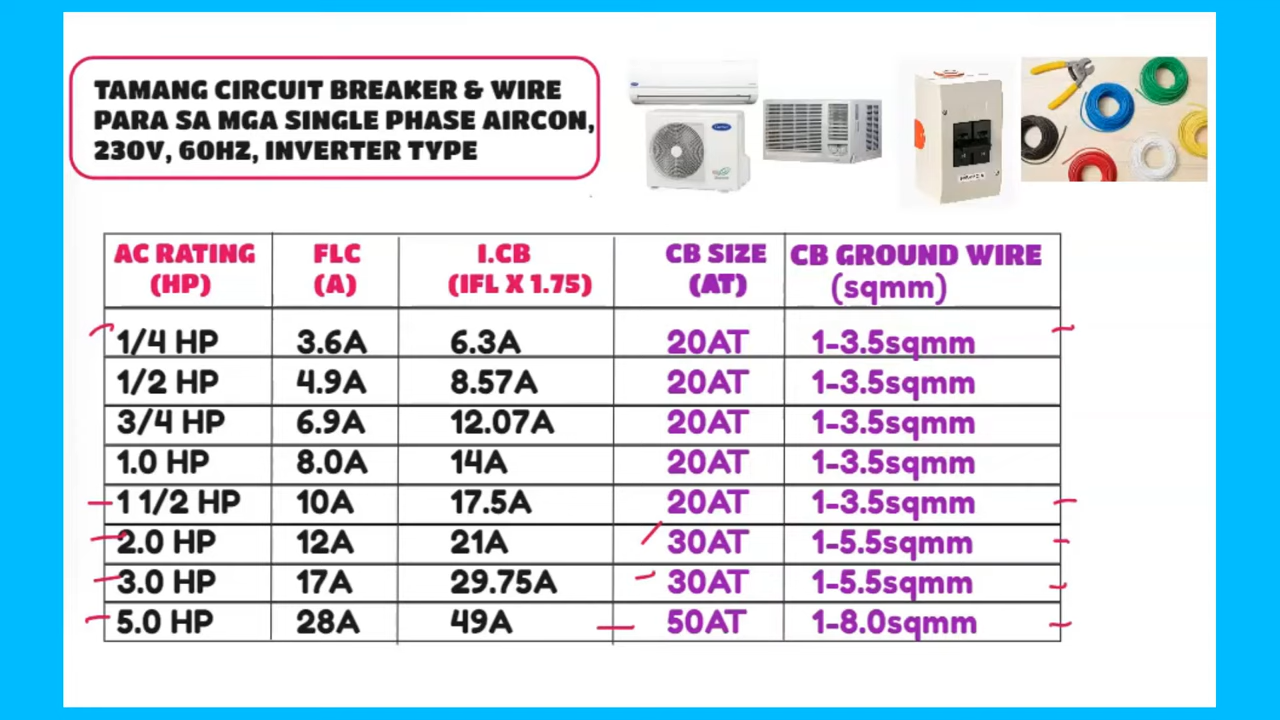 TAMANG CIRCUIT BREAKER & WIRE
PARA SA MGA SINGLE PHASE AIRCON,
230V, 60HZ, INVERTER TYPE
AC RATING (HP) FLC (A) I.CB (IFL X 1.75) CB SIZE (AT) CB GROUND WIRE (sqmm)
1/4 HP 3.6A 6.3A 20AT 1-3.5sqmm
1/2 HP 4.9A 8.57A 20AT 1-3.5sqmm
3/4 HP 6.9A 12.07A 20AT 1-3.5sqmm
1.0 HP 8.0A 14A 20AT 1-3.5sqmm
1 1/2 HP 10A 17.5A 20AT 1-3.5sqmm
2.0 HP 12A 21A 30AT 1-5.5sqmm
3.0 HP 17A 29.75A 30AT 1-5.5sqmm
5.0 HP 28A 49A 50AT 1-8.0sqmm